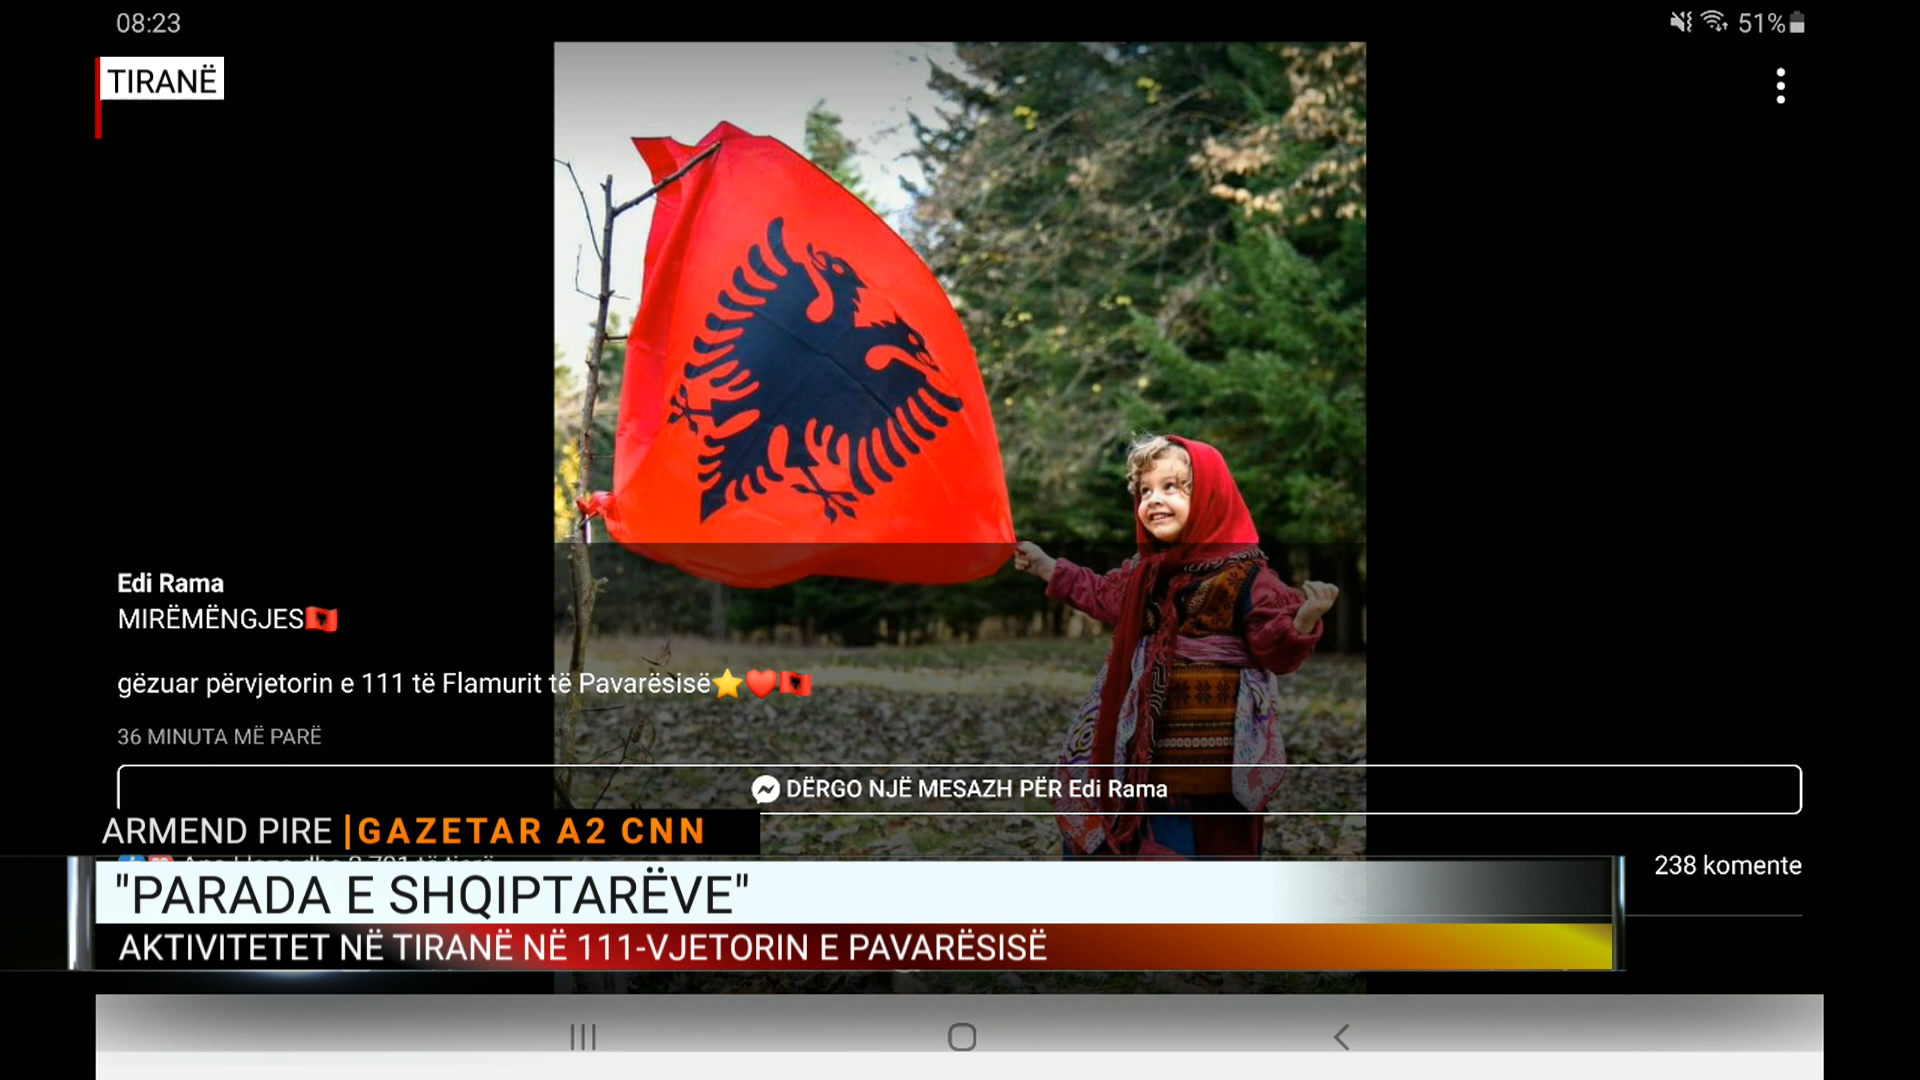 08:23
51%
TIRANË
Edi Rama
MIRËMËNGJES
gëzuar përvjetorin e 111 të Flamurit të Pavarësisë
36 MINUTA MË PARË
DËRGO NJË MESAZH PËR Edi Rama
ARMEND PIRE |GAZETAR A2 CNN
238 komente
"PARADA E SHQIPTARËVE"
AKTIVITETET NË TIRANË NË 111-VJETORIN E PAVARËSISË